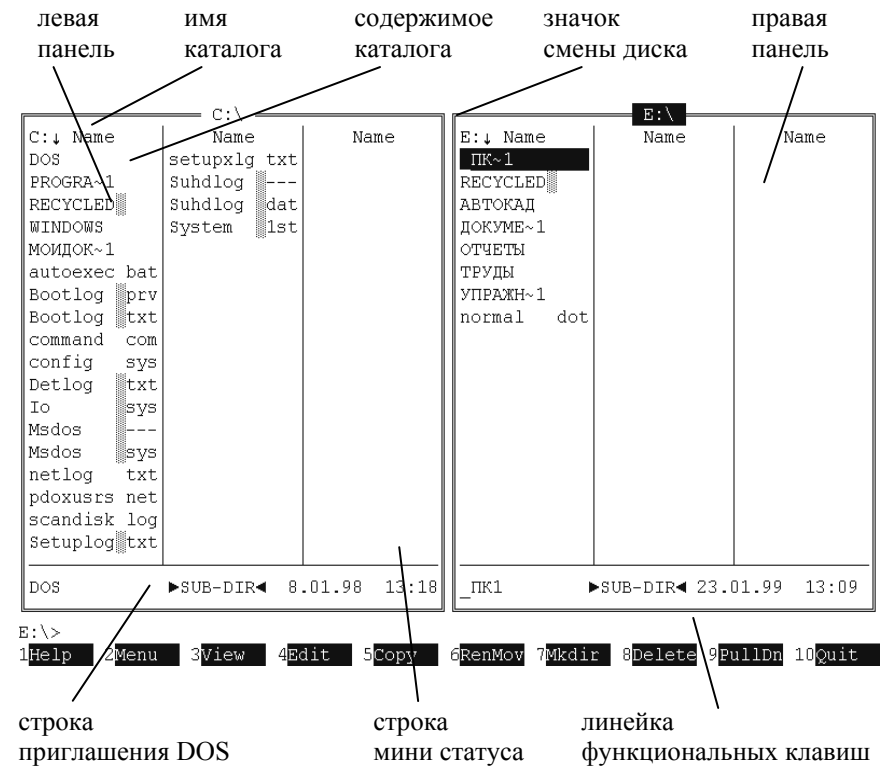 левая панель
имя каталога
содержимое каталога
значок смены диска
правая панель
C:\
C:↓ Name Name Name
DOS setupxlg txt
PROGRA~1 Suhdlog ---
RECYCLED Suhdlog dat
WINDOWS System 1st
МОИДОК~1
autoexec bat
Bootlog prv
Bootlog txt
command com
config sys
Detlog txt
Io sys
Msdos ---
Msdos sys
netlog txt
pdoxusrs net
scandisk log
Setuplog txt
DOS ►SUB-DIR◄ 8.01.98 13:18
E:\
E:↓ Name Name Name
_ПК~1
RECYCLED
АВТОКАД
ДОКУМЕ~1
ОТЧЕТЫ
ТРУДЫ
УПРАЖН~1
normal dot
_ПК1 ►SUB-DIR◄ 23.01.99 13:09
E:\>
1Help 2Menu 3View 4Edit 5Copy 6RenMov 7Mkdir 8Delete 9PullDn 10Quit
строка
приглашения DOS
строка
мини статуса
линейка
функциональных клавиш